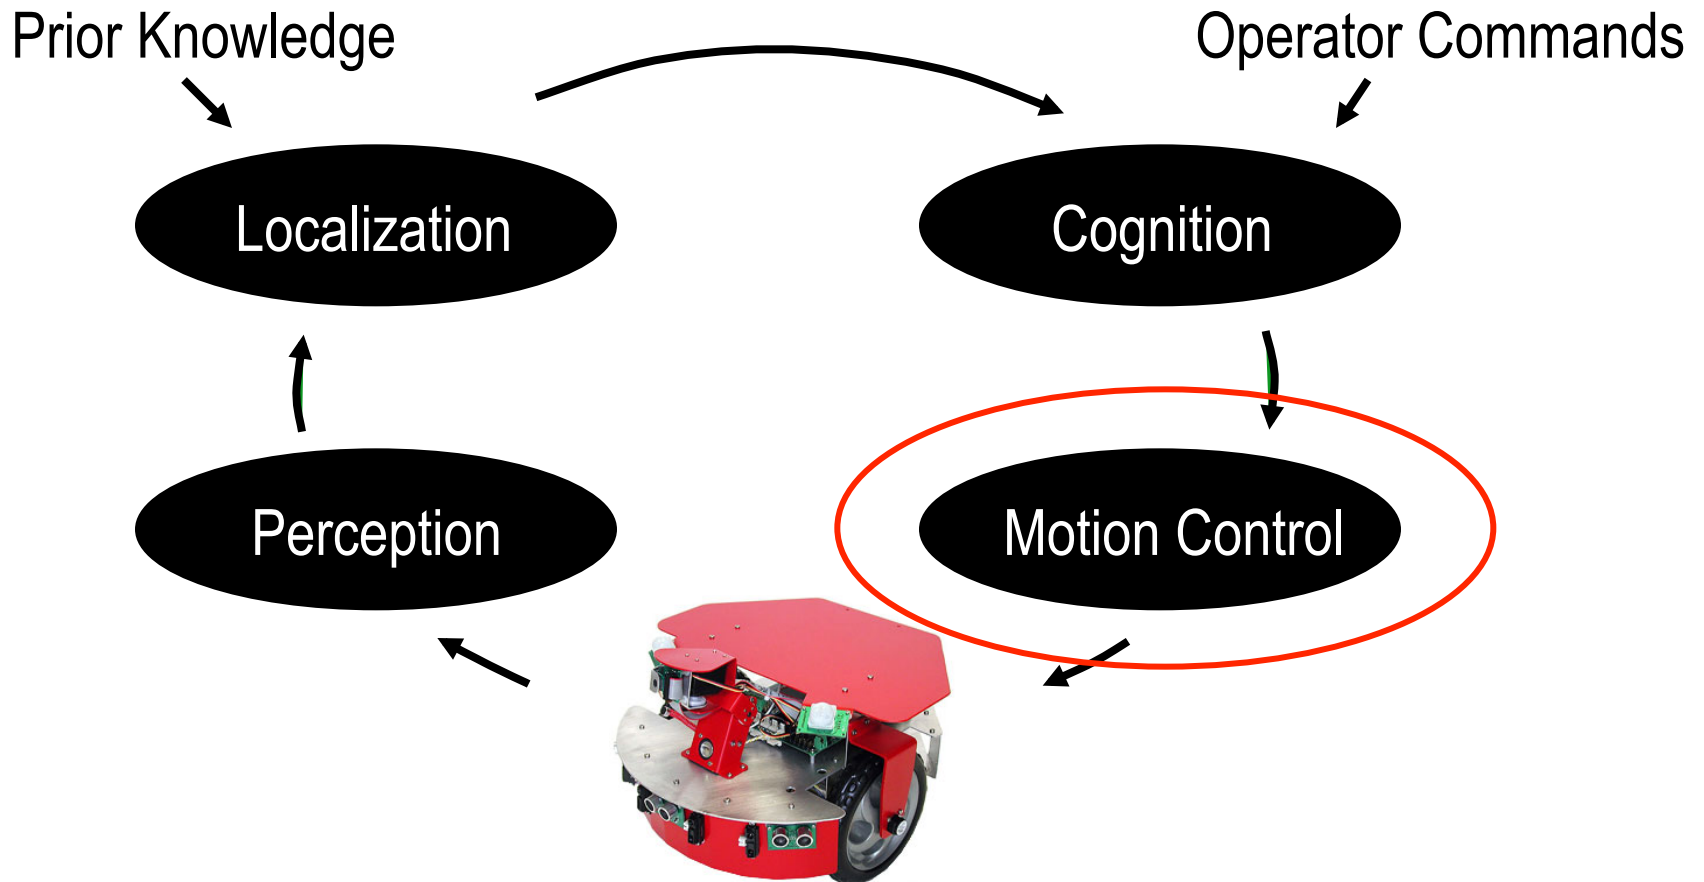 Prior Knowledge
Operator Commands
Localization
Cognition
Perception
Motion Control